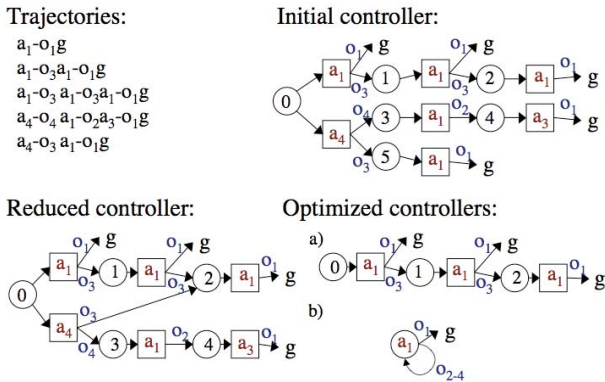 Trajectories:
a₁-o₁g
a₁-o₃a₁-o₁g
a₁-o₃ a₁-o₃a₁-o₁g
a₄-o₄ a₁-o₂a₃-o₁g
a₄-o₃ a₁-o₁g
Initial controller:
o₁ g o₁ g
0 a₁ o₃ 1 a₁ o₃ 2 a₁ o₁ g
a₄ o₄ 3 a₁ o₂ 4 a₃ o₁ g
o₃ 5 a₁ o₁ g
Reduced controller:
o₁ g o₁ g
0 a₁ o₃ 1 a₁ o₃ 2 a₁ o₁ g
a₄ o₃
o₄ 3 a₁ o₂ 4 a₃ o₁ g
Optimized controllers:
a)
o₁ g o₁ g
0 a₁ o₃ 1 a₁ o₃ 2 a₁ o₁ g
b)
a₁ o₁ g
o₂₋₄